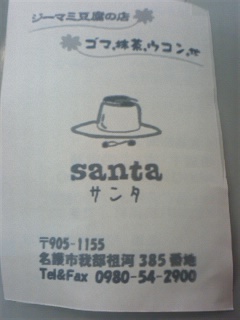 ジーマミ豆腐の店
ゴマ,抹茶,ウコン,etc
santa
サンタ
〒905-1155
名護市我部祖河385番地
Tel&Fax 0980-54-2900